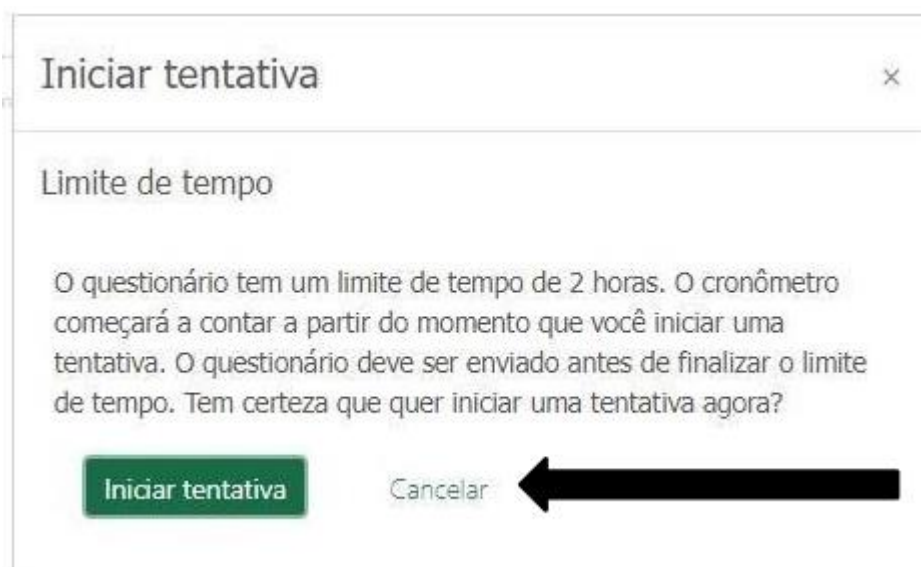 Iniciar tentativa ×
Limite de tempo
O questionário tem um limite de tempo de 2 horas. O cronômetro
começará a contar a partir do momento que você iniciar uma
tentativa. O questionário deve ser enviado antes de finalizar o limite
de tempo. Tem certeza que quer iniciar uma tentativa agora?
Iniciar tentativa Cancelar